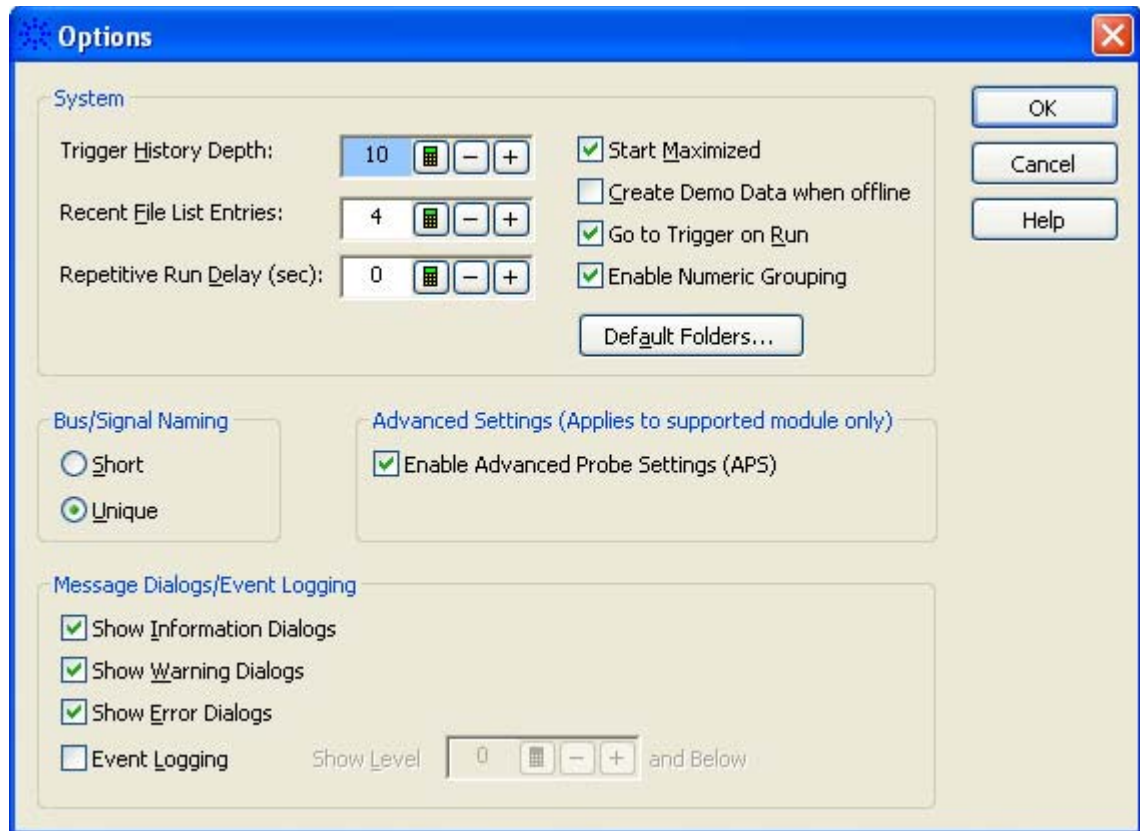 Options
System
Trigger History Depth: 10 - +
Recent File List Entries: 4 - +
Repetitive Run Delay (sec): 0 - +
Start Maximized
Create Demo Data when offline
Go to Trigger on Run
Enable Numeric Grouping
Default Folders...
OK
Cancel
Help
Bus/Signal Naming
Short
Unique
Advanced Settings (Applies to supported module only)
Enable Advanced Probe Settings (APS)
Message Dialogs/Event Logging
Show Information Dialogs
Show Warning Dialogs
Show Error Dialogs
Event Logging Show Level 0 - + and Below